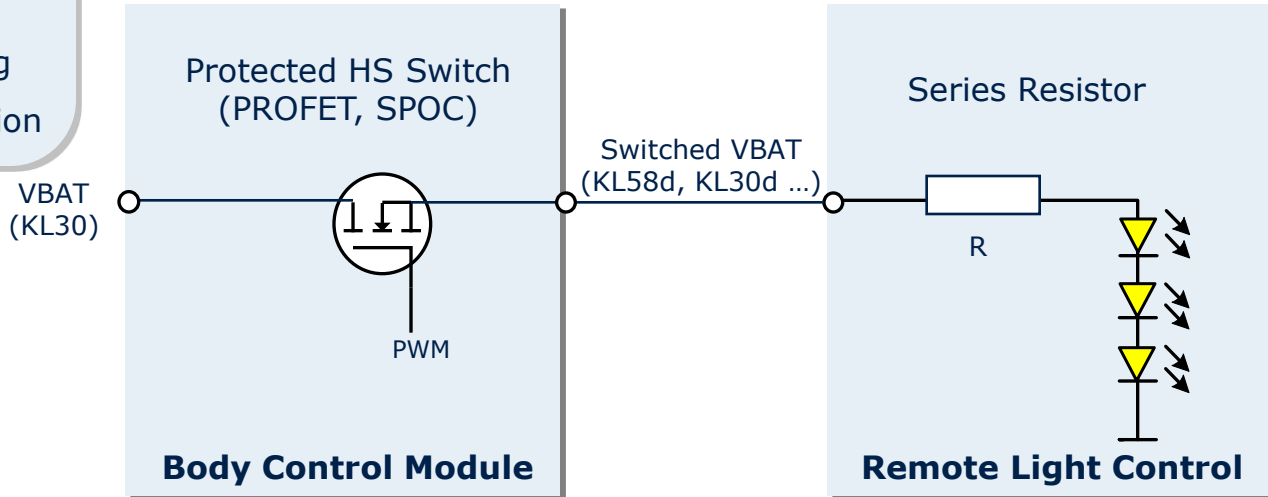 Protected HS Switch
(PROFET, SPOC)
Series Resistor
Switched VBAT
(KL58d, KL30d ...)
VBAT
(KL30)
R
PWM
Body Control Module
Remote Light Control